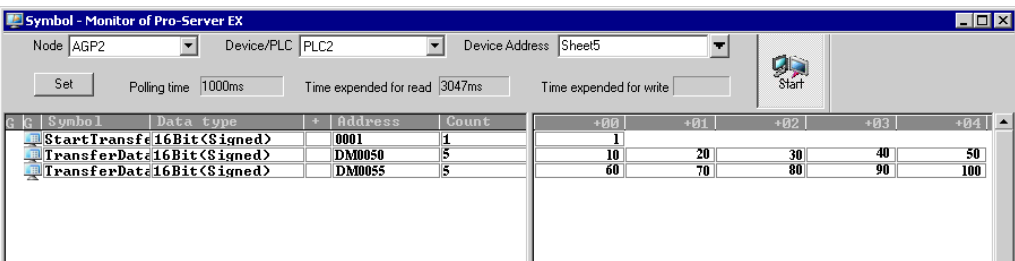 Symbol - Monitor of Pro-Server EX
Node AGP2 Device/PLC PLC2 Device Address Sheet5
Set Polling time 1000ms Time expended for read 3047ms Time expended for write Start
G G Symbol Data type + Address Count +00 +01 +02 +03 +04
StartTransfe 16Bit(Signed) 0001 1 1
TransferData 16Bit(Signed) DM0050 5 10 20 30 40 50
TransferData 16Bit(Signed) DM0055 5 60 70 80 90 100